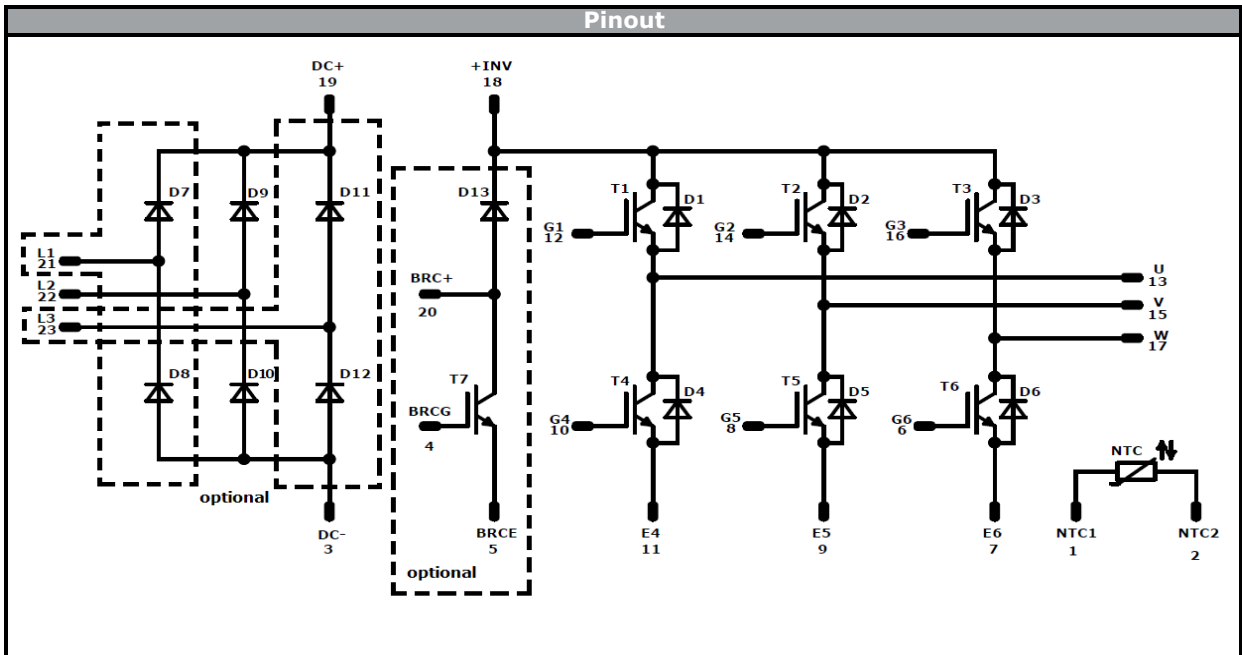 Pinout
DC+
19
+INV
18
D7
D9
D11
D13
T1
D1
T2
D2
T3
D3
G1
12
G2
14
G3
16
L1
21
L2
22
L3
23
BRC+
20
U
13
V
15
W
17
D8
D10
D12
T7
BRCG
4
T4
D4
T5
D5
T6
D6
G4
10
G5
8
G6
6
NTC
optional
DC-
3
BRCE
5
optional
E4
11
E5
9
E6
7
NTC1
1
NTC2
2